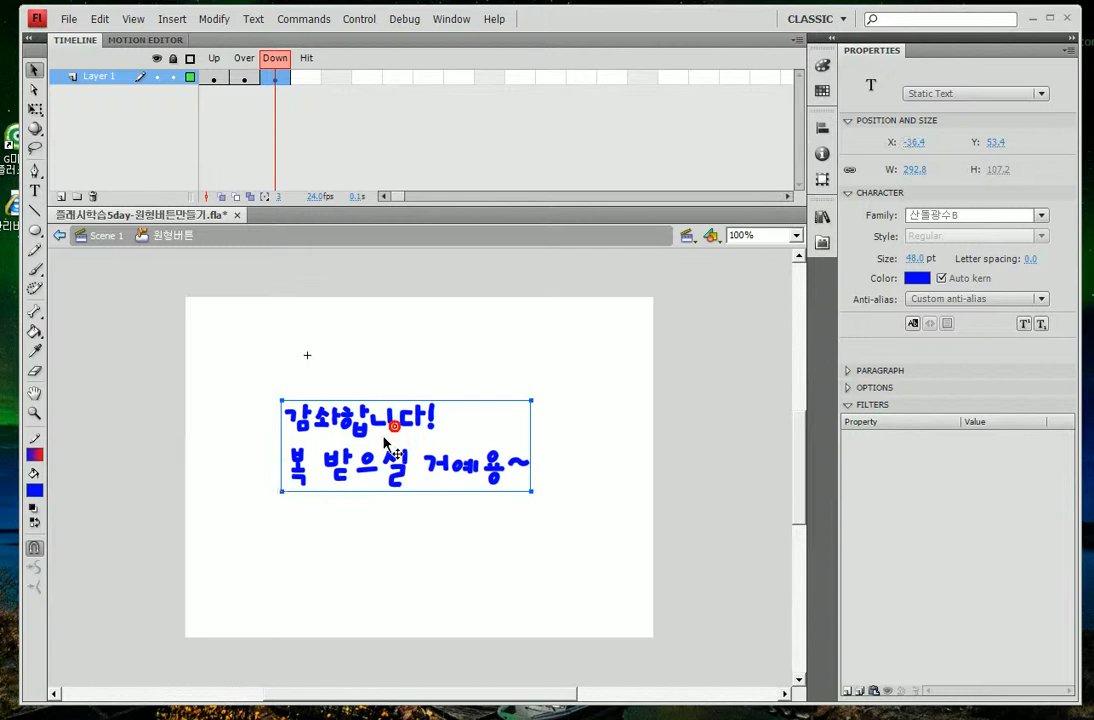 Fl File Edit View Insert Modify Text Commands Control Debug Window Help CLASSIC
TIMELINE MOTION EDITOR
PROPERTIES
Up Over Down Hit
Layer 1
T Static Text
POSITION AND SIZE
X: -36.4 Y: 53.4
W: 292.8 H: 107.2
CHARACTER
Family: 산돌광수B
Style: Regular
Size: 48.0 pt Letter spacing: 0.0
Color: Auto kern
Anti-alias: Custom anti-alias
PARAGRAPH
OPTIONS
FILTERS
Property Value
3 24.0fps 0.1s
플래시학습5day-원형버튼만들기.fla*
Scene 1 원형버튼 100%
감솨합니다!
복 받으실 거예용~